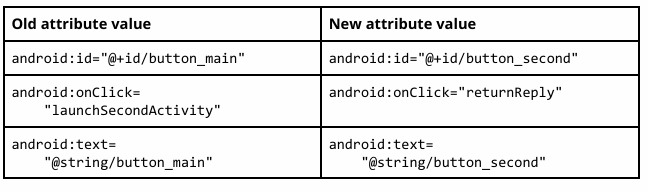 Old attribute value
New attribute value
android:id="@+id/button_main"
android:id="@+id/button_second"
android:onClick=
"launchSecondActivity"
android:onClick="returnReply"
android:text=
"@string/button_main"
android:text=
"@string/button_second"